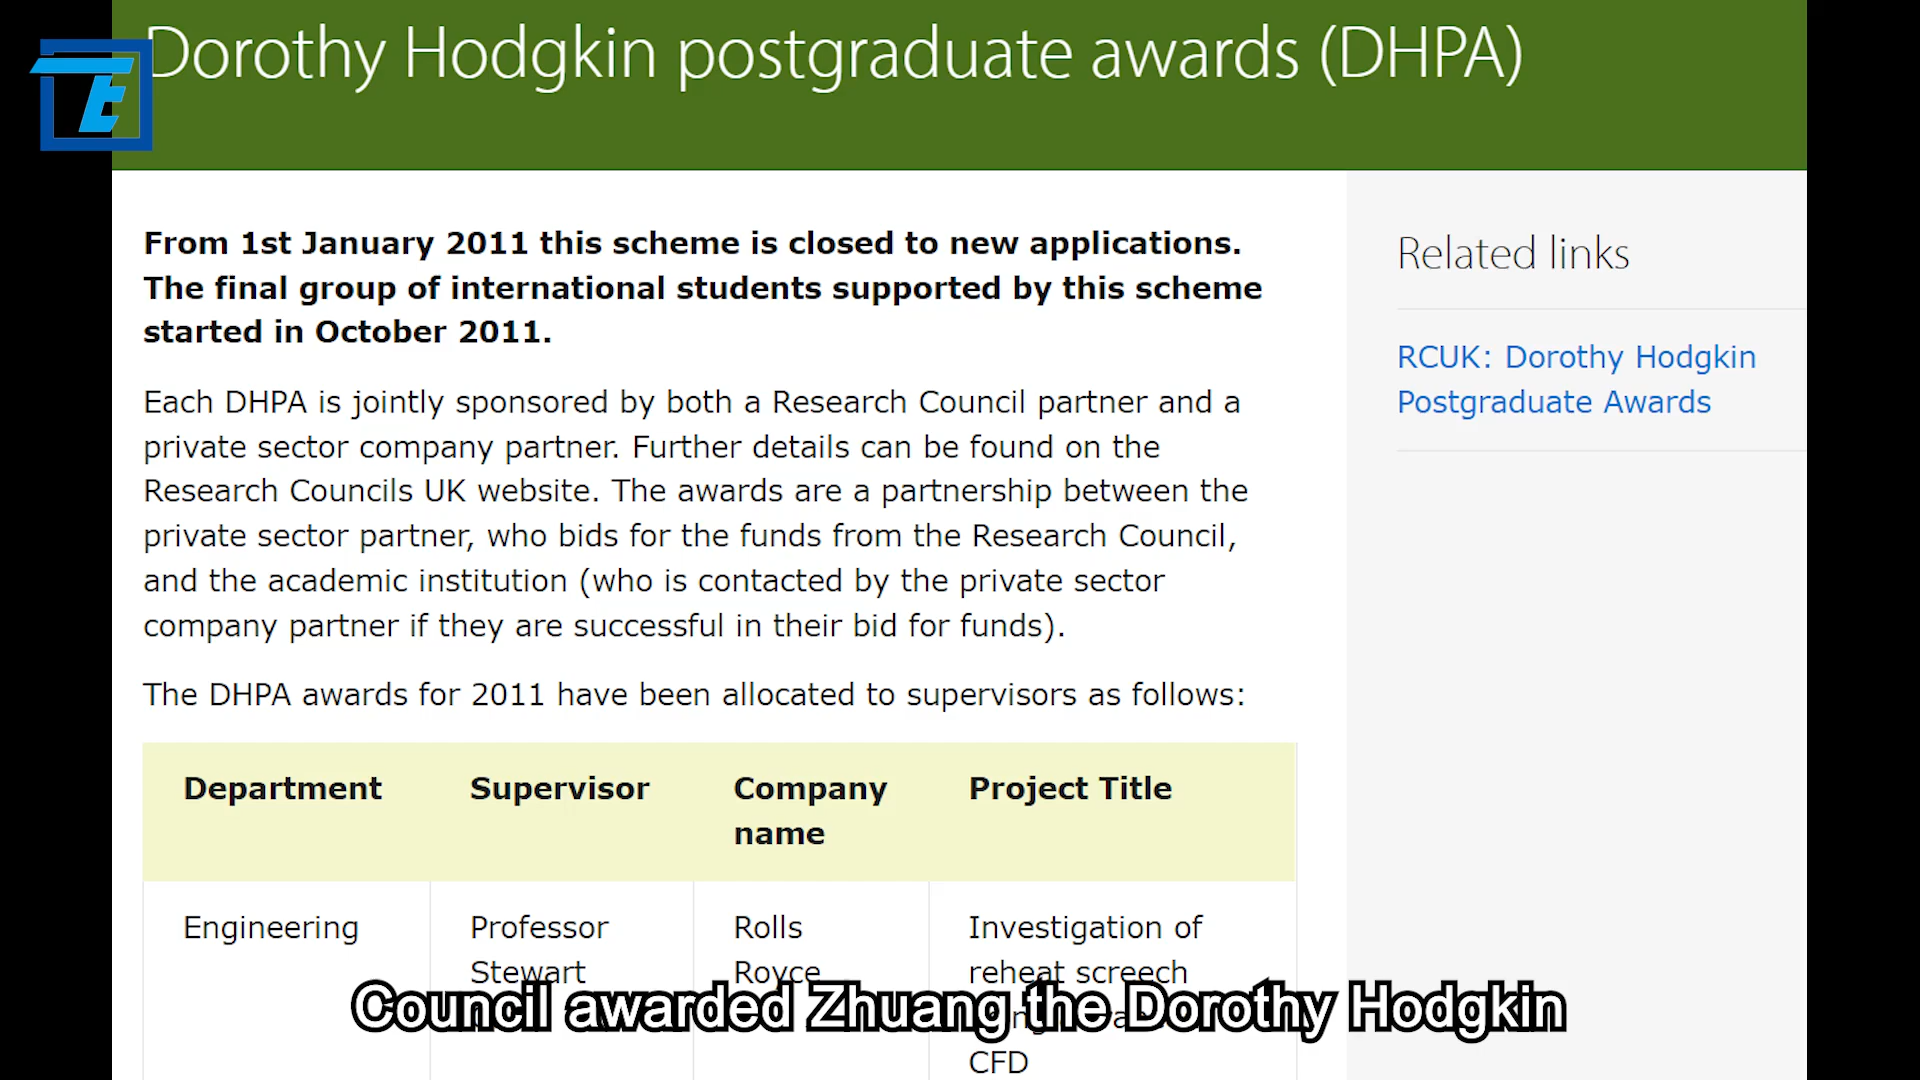 Dorothy Hodgkin postgraduate awards (DHPA)
TE
From 1st January 2011 this scheme is closed to new applications.
The final group of international students supported by this scheme
started in October 2011.
Each DHPA is jointly sponsored by both a Research Council partner and a
private sector company partner. Further details can be found on the
Research Councils UK website. The awards are a partnership between the
private sector partner, who bids for the funds from the Research Council,
and the academic institution (who is contacted by the private sector
company partner if they are successful in their bid for funds).
The DHPA awards for 2011 have been allocated to supervisors as follows:
Department Supervisor Company name Project Title
Engineering
Professor
Stewart
Rolls
Royce
Investigation of
reheat screech
CFD
Related links
RCUK: Dorothy Hodgkin
Postgraduate Awards
Council awarded Zhuang the Dorothy Hodgkin